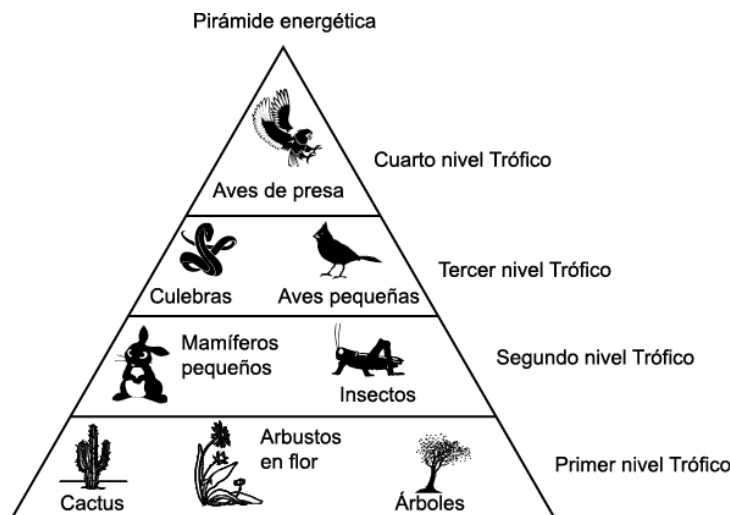 Pirámide energética
Cuarto nivel Trófico
Aves de presa
Tercer nivel Trófico
Culebras
Aves pequeñas
Mamíferos
pequeños
Segundo nivel Trófico
Insectos
Arbustos
en flor
Primer nivel Trófico
Cactus
Árboles